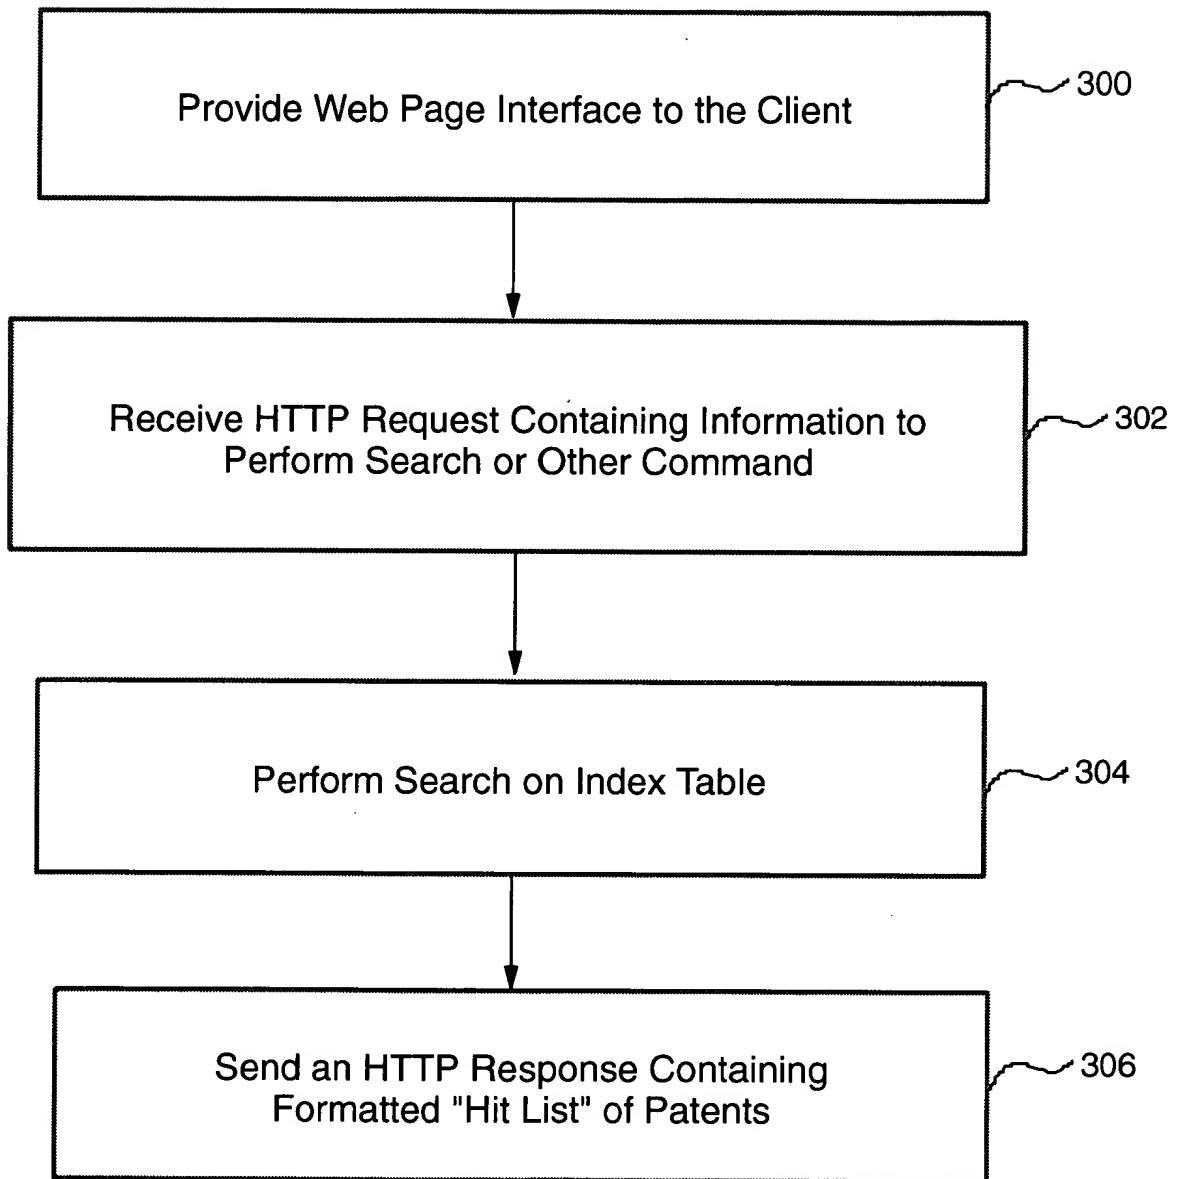 Provide Web Page Interface to the Client
300
Receive HTTP Request Containing Information to
Perform Search or Other Command
302
Perform Search on Index Table
304
Send an HTTP Response Containing
Formatted "Hit List" of Patents
306